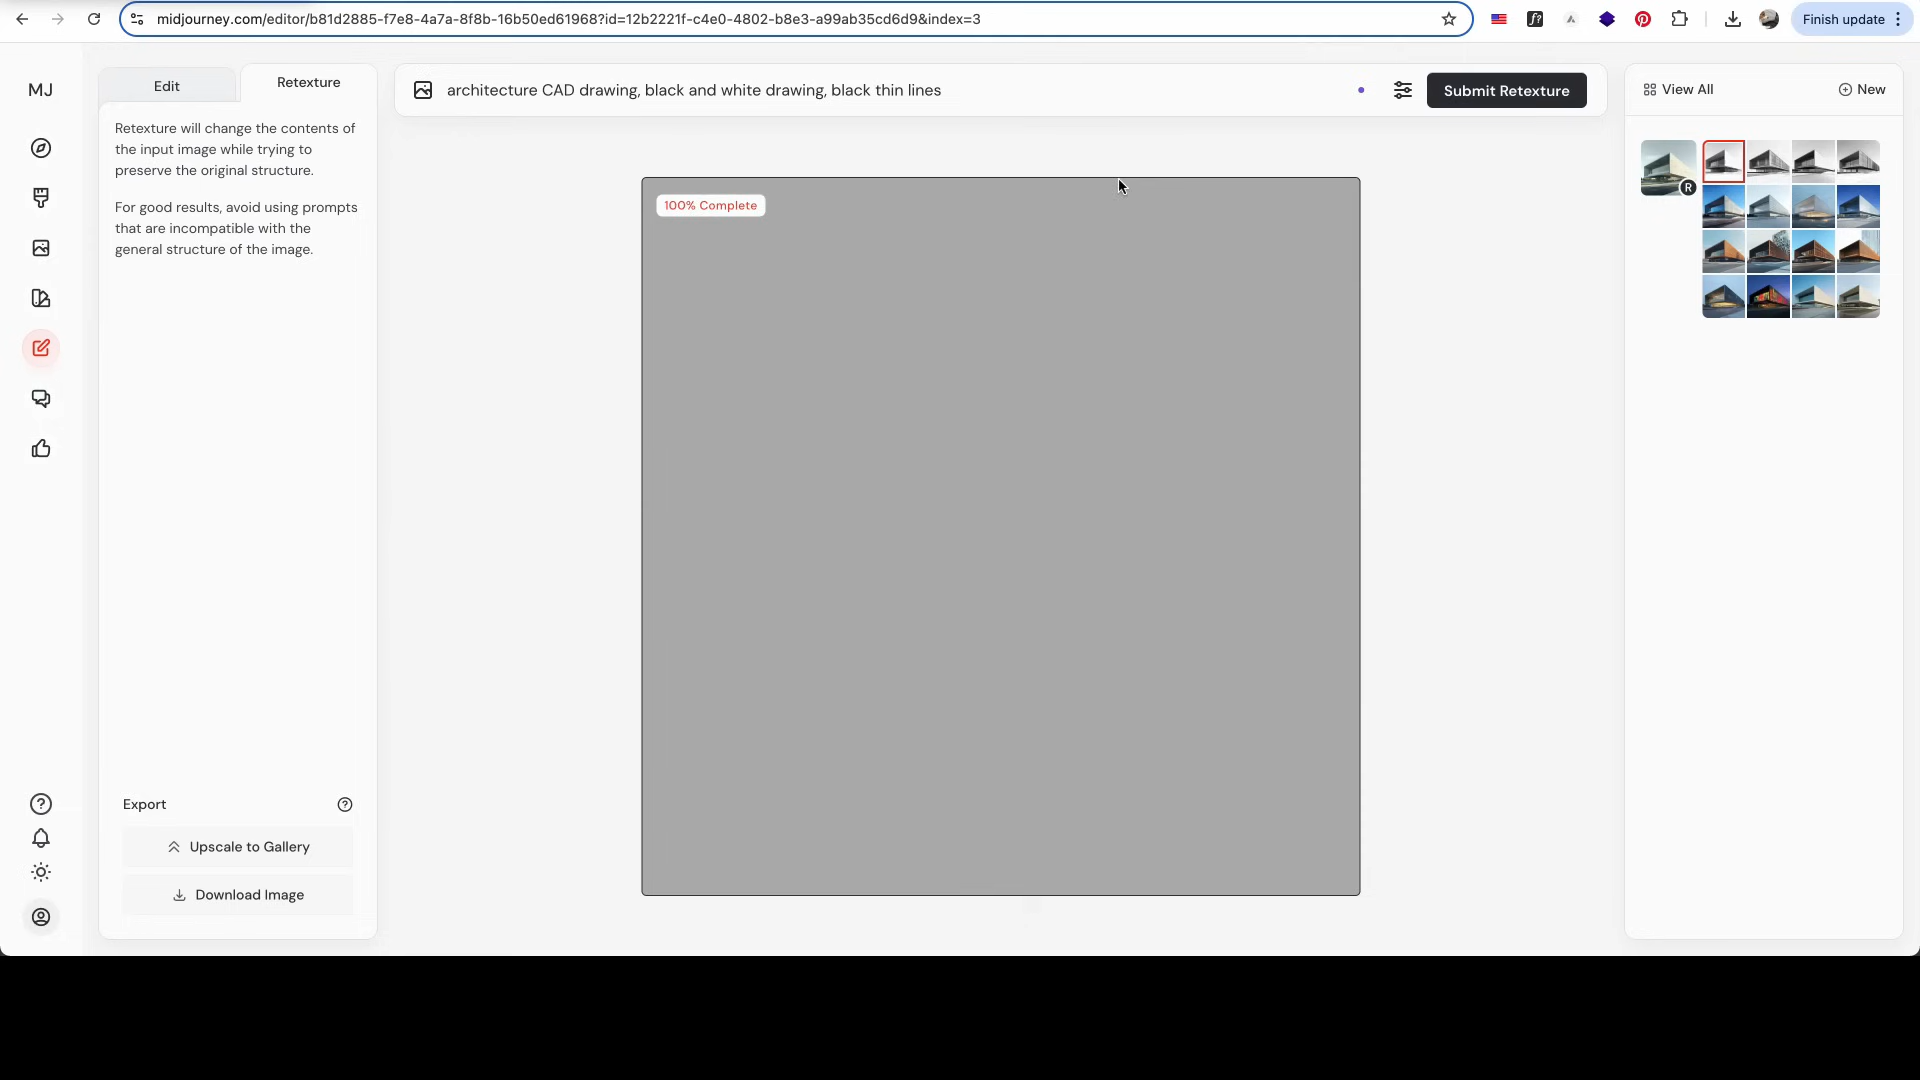 midjourney.com/editor/b81d2885-f7e8-4a7a-8f8b-16b50ed61968?id=12b2221f-c4e0-4802-b8e3-a99ab35cd6d9&index=3
f?
Finish update
MJ
Edit
Retexture
Retexture will change the contents of
the input image while trying to
preserve the original structure.
For good results, avoid using prompts
that are incompatible with the
general structure of the image.
architecture CAD drawing, black and white drawing, black thin lines
Submit Retexture
100% Complete
View All
New
R
Export
Upscale to Gallery
Download Image